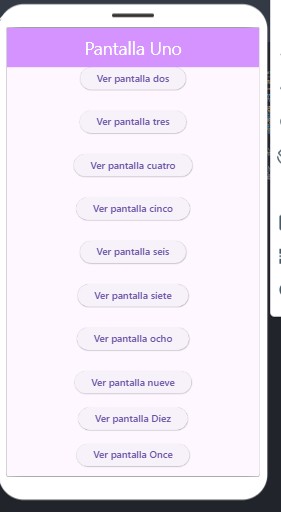 Pantalla Uno
Ver pantalla dos
Ver pantalla tres
Ver pantalla cuatro
Ver pantalla cinco
Ver pantalla seis
Ver pantalla siete
Ver pantalla ocho
Ver pantalla nueve
Ver pantalla Diez
Ver pantalla Once